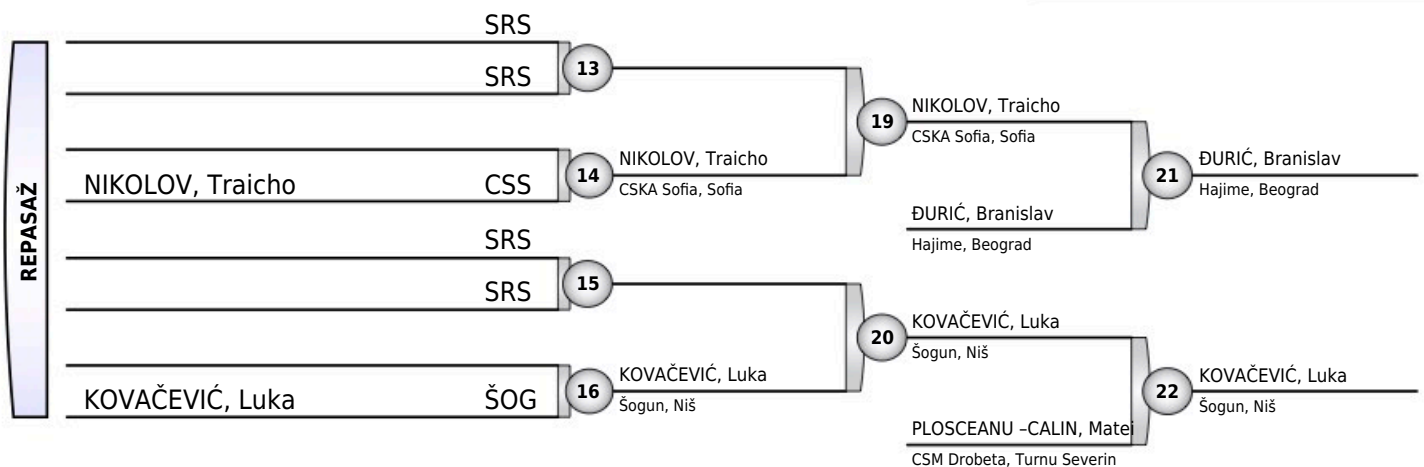 REPASAŽ
SRS
SRS
13
NIKOLOV, Traicho CSS
14
NIKOLOV, Traicho
CSKA Sofia, Sofia
SRS
SRS
15
KOVAČEVIĆ, Luka ŠOG
16
KOVAČEVIĆ, Luka
Šogun, Niš
19
NIKOLOV, Traicho
CSKA Sofia, Sofia
ĐURIĆ, Branislav
Hajime, Beograd
20
KOVAČEVIĆ, Luka
Šogun, Niš
PLOSCEANU –CALIN, Matei
CSM Drobeta, Turnu Severin
21
ĐURIĆ, Branislav
Hajime, Beograd
22
KOVAČEVIĆ, Luka
Šogun, Niš